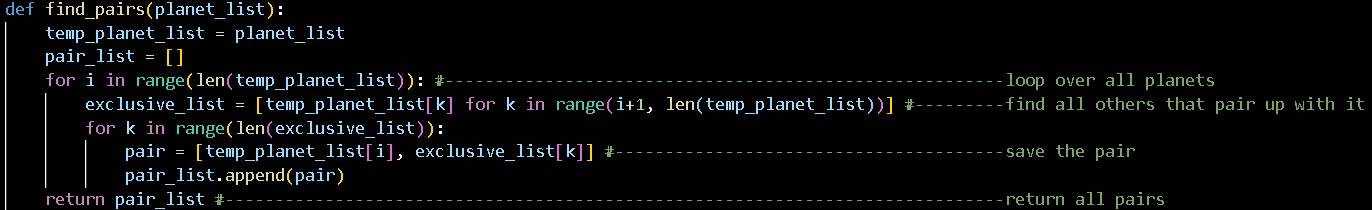 def find_pairs(planet_list):
    temp_planet_list = planet_list
    pair_list = []
    for i in range(len(temp_planet_list)): #--------------------------------------------------------loop over all planets
        exclusive_list = [temp_planet_list[k] for k in range(i+1, len(temp_planet_list))] #---------find all others that pair up with it
        for k in range(len(exclusive_list)):
            pair = [temp_planet_list[i], exclusive_list[k]] #---------------------------------------save the pair
            pair_list.append(pair)
    return pair_list #------------------------------------------------------------------------------return all pairs